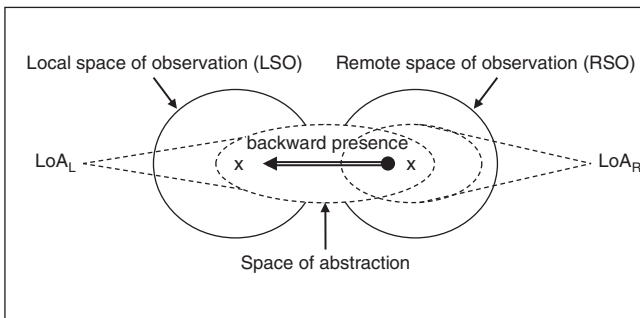 Local space of observation (LSO)
Remote space of observation (RSO)
backward presence
LoA_L
x
x
LoA_R
Space of abstraction